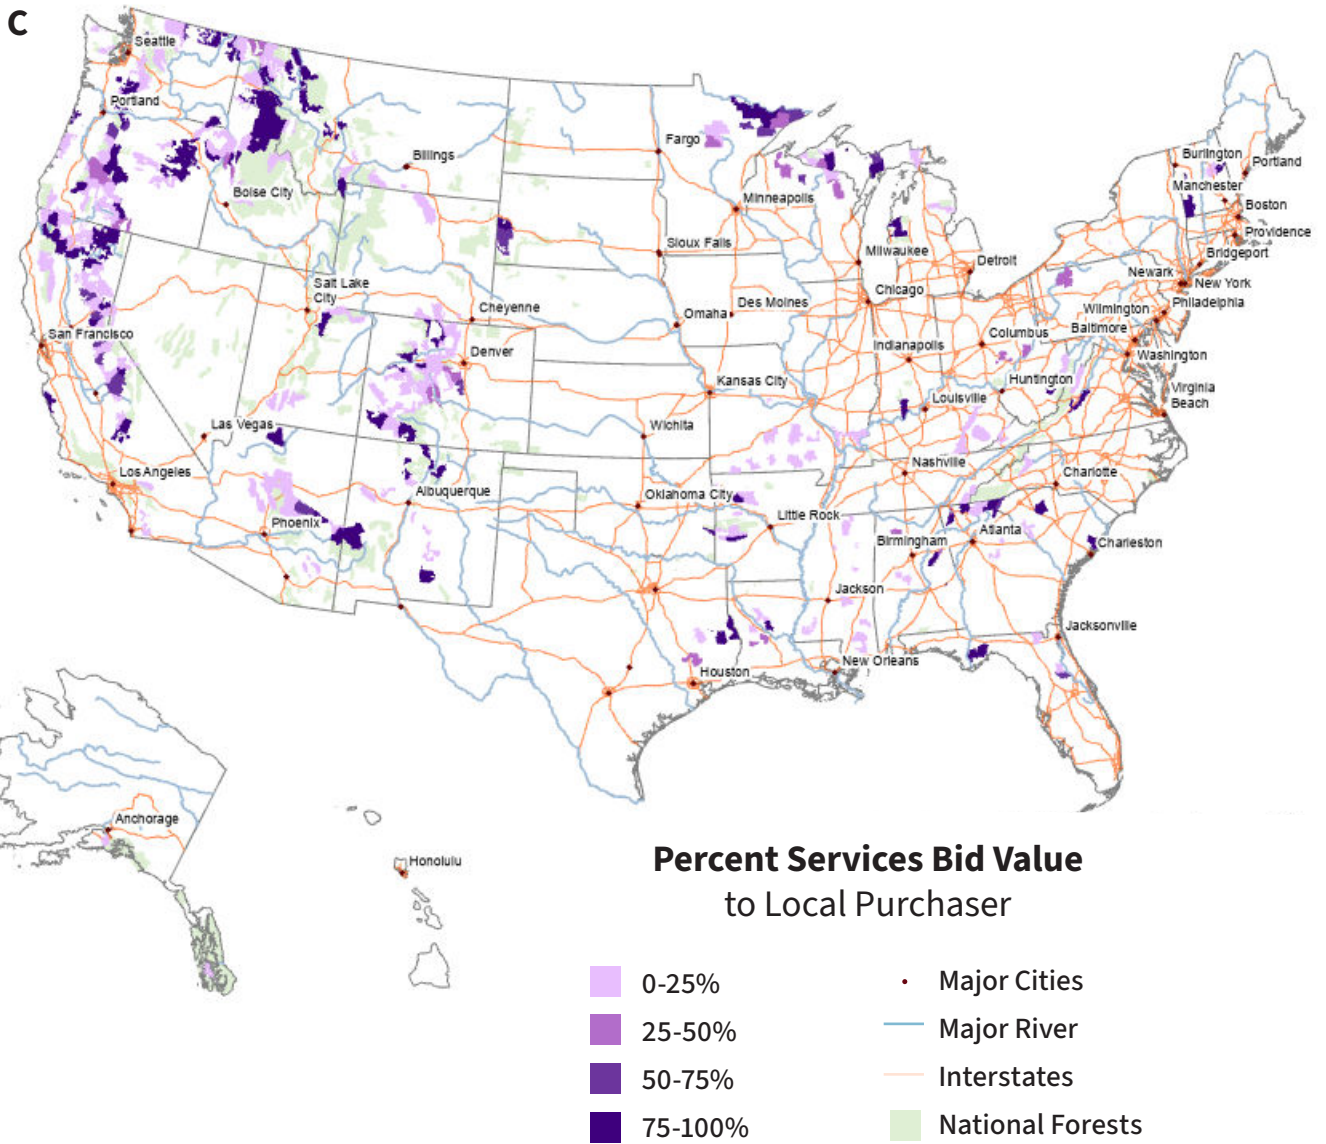 C
Seattle
Portland
Billings
Boise City
Fargo
Minneapolis
Sioux Falls
Burlington
Portland
Manchester
Boston
Providence
Bridgeport
Newark
New York
Philadelphia
Wilmington
Baltimore
Washington
Virginia
Beach
Milwaukee
Detroit
Chicago
Des Moines
Omaha
Salt Lake
City
Cheyenne
Denver
San Francisco
Columbus
Indianapolis
Huntington
Louisville
Kansas City
Wichita
Las Vegas
Los Angeles
Albuquerque
Phoenix
Oklahoma City
Nashville
Charlotte
Little Rock
Birmingham
Atlanta
Charleston
Jackson
Jacksonville
New Orleans
Houston
Anchorage
Honolulu
Percent Services Bid Value
to Local Purchaser
0-25%
25-50%
50-75%
75-100%
Major Cities
Major River
Interstates
National Forests